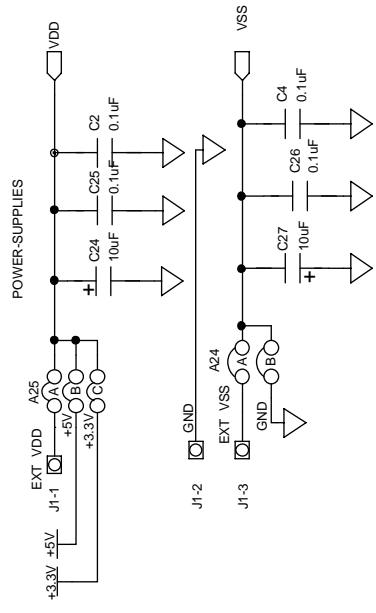 POWER-SUPPLIES
VDD
C2
0.1uF
C25
0.1uF
C24
10uF
+
A25
A
B
C
EXT VDD
+5V
+3.3V
J1-1
+5V
+3.3V
VSS
C4
0.1uF
C26
0.1uF
C27
10uF
+
A24
A
B
GND
J1-2
EXT VSS
GND
J1-3